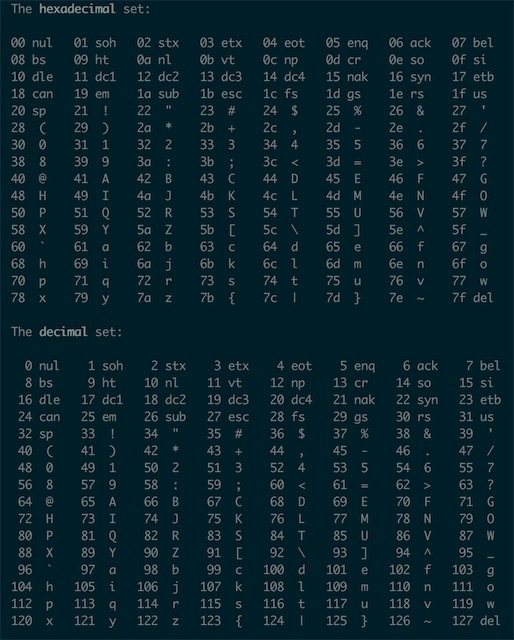 The hexadecimal set:
00 nul 01 soh 02 stx 03 etx 04 eot 05 enq 06 ack 07 bel
08 bs 09 ht 0a nl 0b vt 0c np 0d cr 0e so 0f si
10 dle 11 dc1 12 dc2 13 dc3 14 dc4 15 nak 16 syn 17 etb
18 can 19 em 1a sub 1b esc 1c fs 1d gs 1e rs 1f us
20 sp 21 ! 22 " 23 # 24 $ 25 % 26 & 27 '
28 ( 29 ) 2a * 2b + 2c , 2d - 2e . 2f /
30 0 31 1 32 2 33 3 34 4 35 5 36 6 37 7
38 8 39 9 3a : 3b ; 3c < 3d = 3e > 3f ?
40 @ 41 A 42 B 43 C 44 D 45 E 46 F 47 G
48 H 49 I 4a J 4b K 4c L 4d M 4e N 4f O
50 P 51 Q 52 R 53 S 54 T 55 U 56 V 57 W
58 X 59 Y 5a Z 5b [ 5c \ 5d ] 5e ^ 5f _
60 ` 61 a 62 b 63 c 64 d 65 e 66 f 67 g
68 h 69 i 6a j 6b k 6c l 6d m 6e n 6f o
70 p 71 q 72 r 73 s 74 t 75 u 76 v 77 w
78 x 79 y 7a z 7b { 7c | 7d } 7e ~ 7f del
The decimal set:
0 nul 1 soh 2 stx 3 etx 4 eot 5 enq 6 ack 7 bel
8 bs 9 ht 10 nl 11 vt 12 np 13 cr 14 so 15 si
16 dle 17 dc1 18 dc2 19 dc3 20 dc4 21 nak 22 syn 23 etb
24 can 25 em 26 sub 27 esc 28 fs 29 gs 30 rs 31 us
32 sp 33 ! 34 " 35 # 36 $ 37 % 38 & 39 '
40 ( 41 ) 42 * 43 + 44 , 45 - 46 . 47 /
48 0 49 1 50 2 51 3 52 4 53 5 54 6 55 7
56 8 57 9 58 : 59 ; 60 < 61 = 62 > 63 ?
64 @ 65 A 66 B 67 C 68 D 69 E 70 F 71 G
72 H 73 I 74 J 75 K 76 L 77 M 78 N 79 O
80 P 81 Q 82 R 83 S 84 T 85 U 86 V 87 W
88 X 89 Y 90 Z 91 [ 92 \ 93 ] 94 ^ 95 _
96 ` 97 a 98 b 99 c 100 d 101 e 102 f 103 g
104 h 105 i 106 j 107 k 108 l 109 m 110 n 111 o
112 p 113 q 114 r 115 s 116 t 117 u 118 v 119 w
120 x 121 y 122 z 123 { 124 | 125 } 126 ~ 127 del